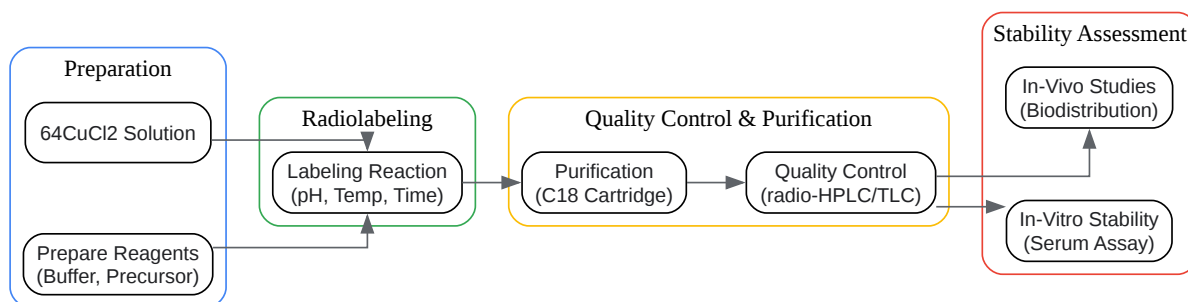 Preparation
64CuCl2 Solution
Prepare Reagents
(Buffer, Precursor)
Radiolabeling
Labeling Reaction
(pH, Temp, Time)
Quality Control & Purification
Purification
(C18 Cartridge)
Quality Control
(radio-HPLC/TLC)
Stability Assessment
In-Vivo Studies
(Biodistribution)
In-Vitro Stability
(Serum Assay)